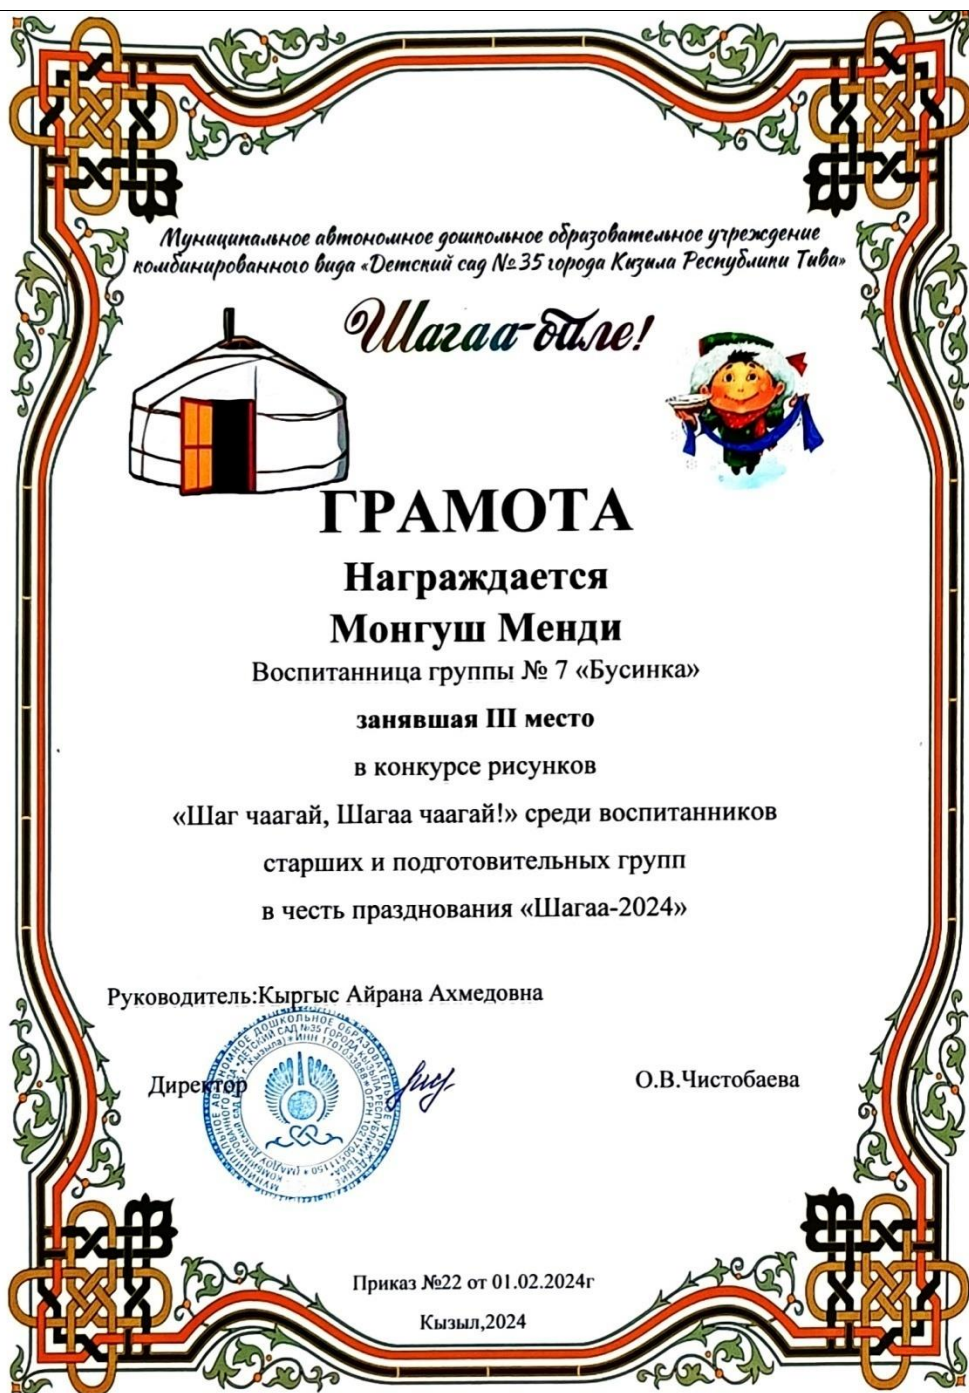 Муниципальное автономное дошкольное образовательное учреждение
комбинированного вида «Детский сад №35 города Кызыла Республики Тыва»
Шагаа-биле!
ГРАМОТА
Награждается
Монгуш Менди
Воспитанница группы № 7 «Бусинка»
занявшая III место
в конкурсе рисунков
«Шаг чаагай, Шагаа чаагай!» среди воспитанников
старших и подготовительных групп
в честь празднования «Шагаа-2024»
Руководитель:Кыргыс Айрана Ахмедовна
Директор
О.В.Чистобаева
Приказ №22 от 01.02.2024г
Кызыл,2024